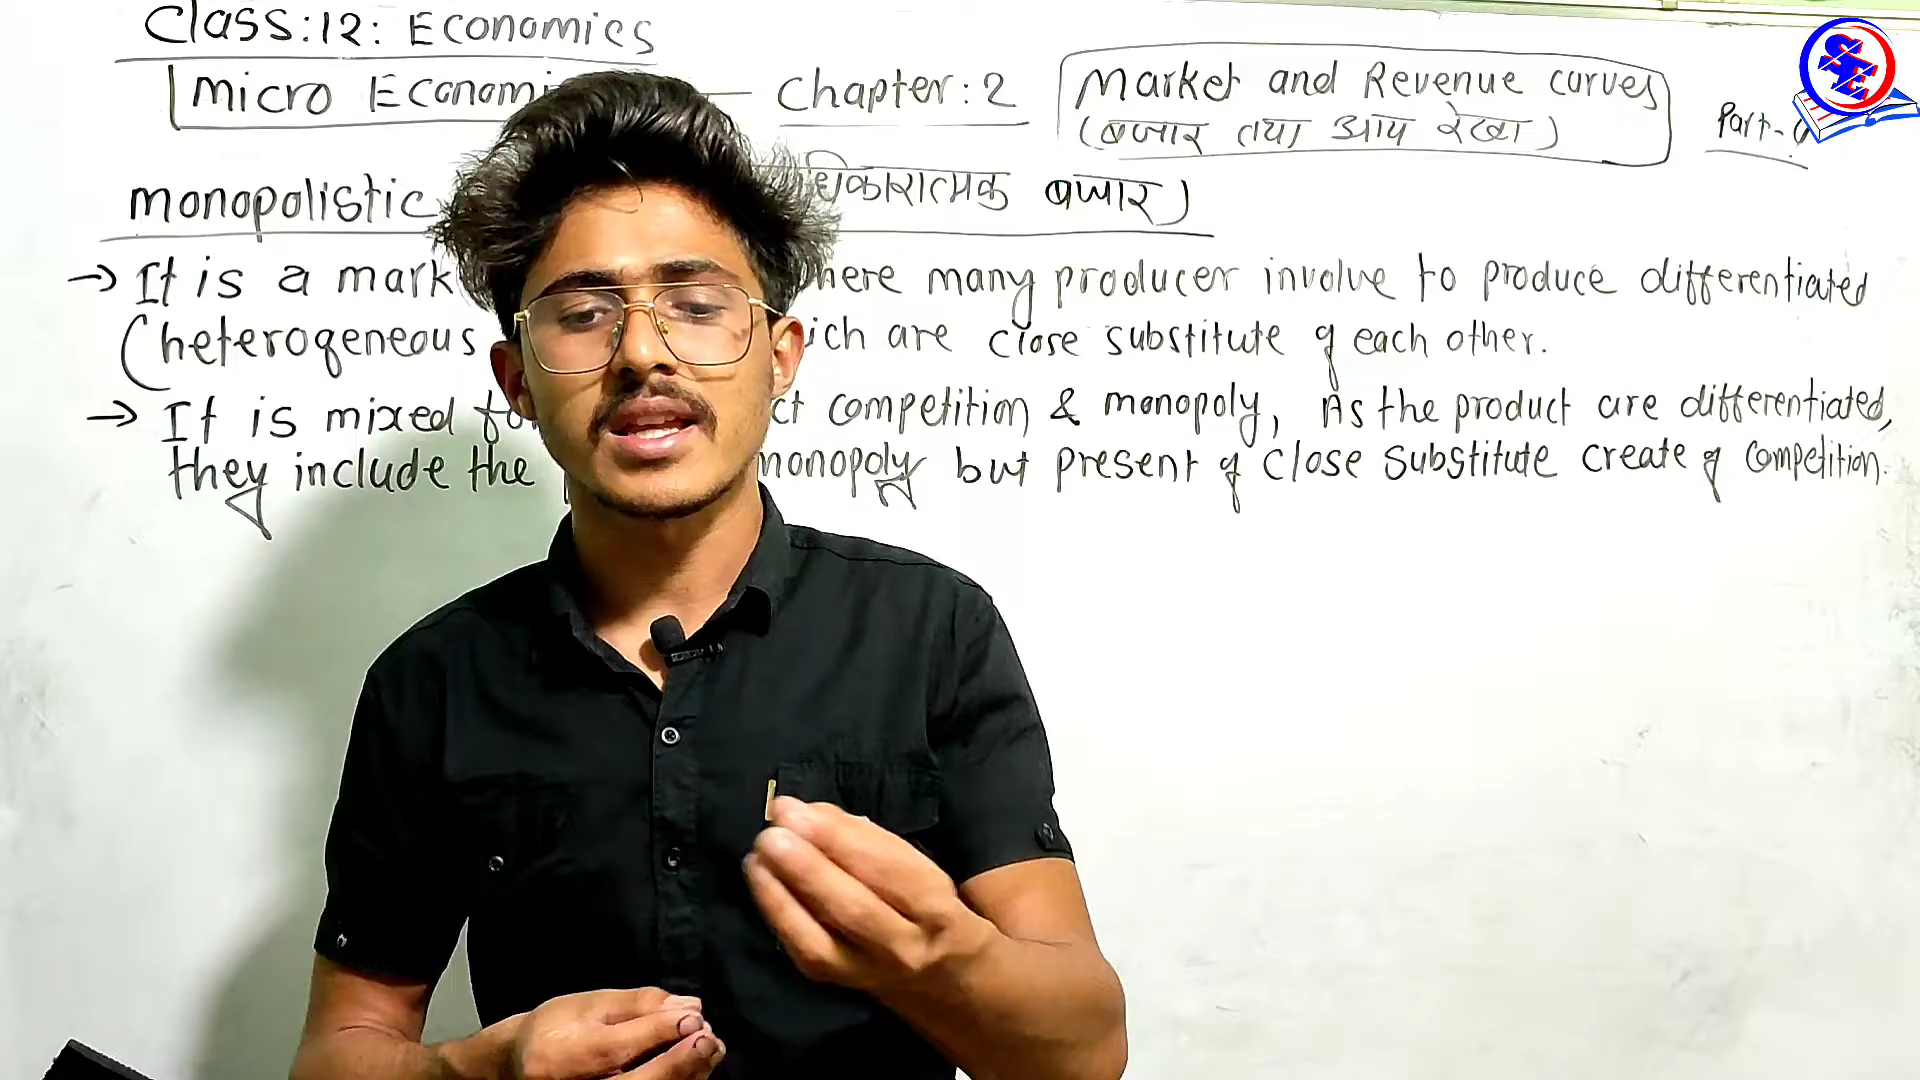 Class:12: Economics
Micro Economi
Chapter:2
Market and Revenue curves
(बजार तथा आय रेखा)
Part-
monopolistic
धिकारात्मक बजार)
→ It is a mark here many producer involve to produce differentiated
(heterogeneous ich are close substitute of each other.
→ It is mixed fo ct competition & monopoly, As the product are differentiated,
they include the monopoly but present of close substitute create of competition.